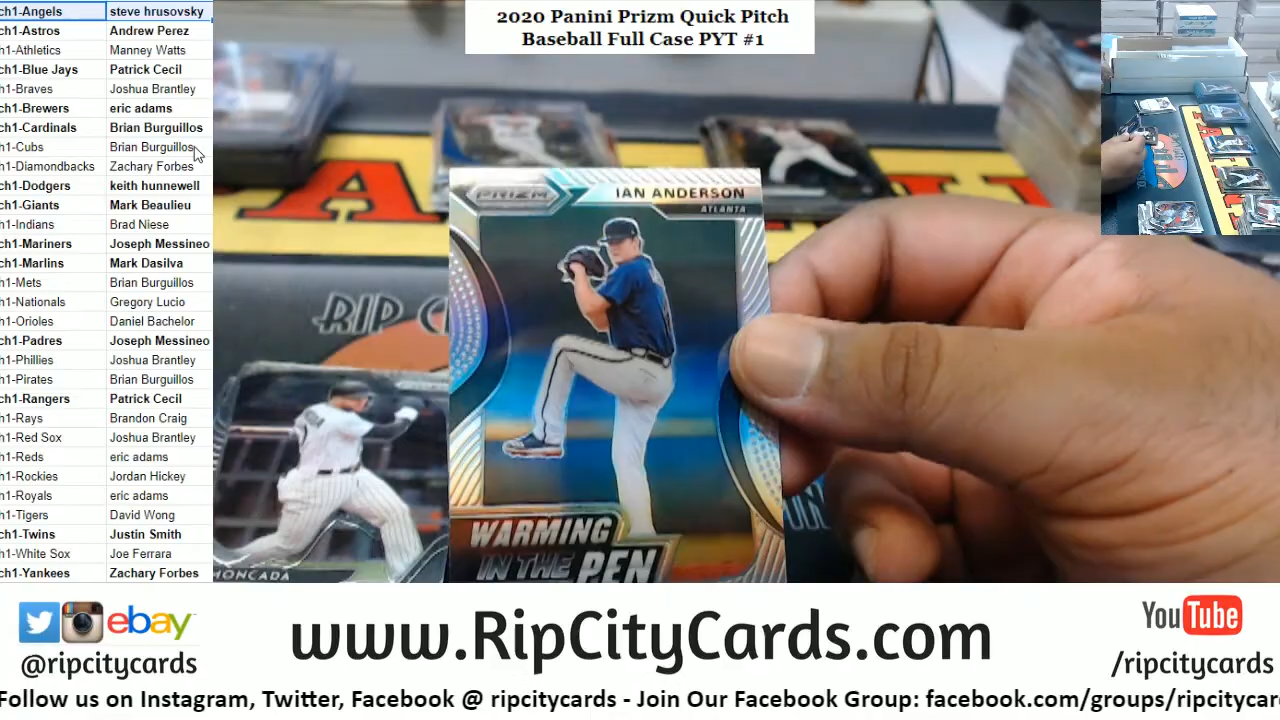 ch1-Angels steve hrusovsky
ch1-Astros Andrew Perez
ch1-Athletics Manney Watts
ch1-Blue Jays Patrick Cecil
ch1-Braves Joshua Brantley
ch1-Brewers eric adams
ch1-Cardinals Brian Burguillos
ch1-Cubs Brian Burguillos
h1-Diamondbacks Zachary Forbes
ch1-Dodgers keith hunnewell
ch1-Giants Mark Beaulieu
ch1-Indians Brad Niese
ch1-Mariners Joseph Messineo
ch1-Marlins Mark Dasilva
ch1-Mets Brian Burguillos
ch1-Nationals Gregory Lucio
ch1-Orioles Daniel Bachelor
ch1-Padres Joseph Messineo
ch1-Phillies Joshua Brantley
ch1-Pirates Brian Burguillos
ch1-Rangers Patrick Cecil
ch1-Rays Brandon Craig
ch1-Red Sox Joshua Brantley
ch1-Reds eric adams
ch1-Rockies Jordan Hickey
ch1-Royals eric adams
ch1-Tigers David Wong
ch1-Twins Justin Smith
ch1-White Sox Joe Ferrara
ch1-Yankees Zachary Forbes
2020 Panini Prizm Quick Pitch
Baseball Full Case PYT #1
PRIZM
IAN ANDERSON
ATLANTA
RIP C
WARMING
IN THE PEN
MONCADA
ebay
@ripcitycards
www.RipCityCards.com
YouTube
/ripcitycards
Follow us on Instagram, Twitter, Facebook @ ripcitycards - Join Our Facebook Group: facebook.com/groups/ripcitycar